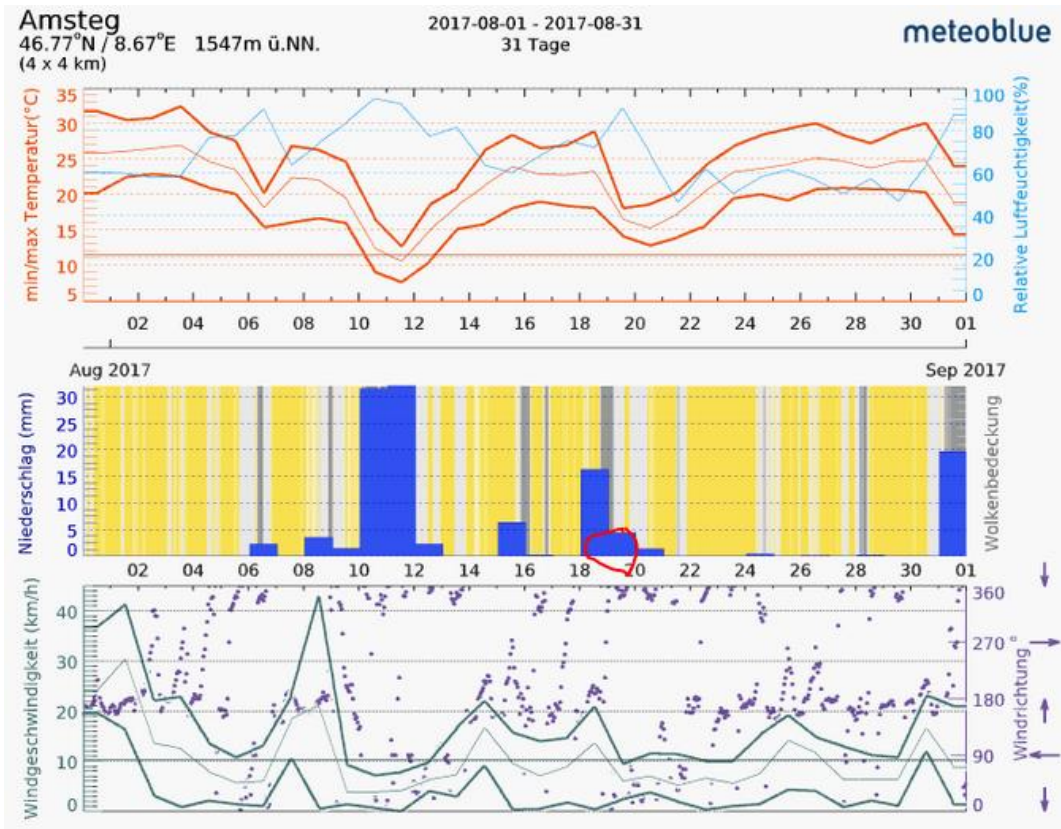 Amsteg
46.77°N / 8.67°E 1547m ü.NN.
(4 x 4 km)
2017-08-01 - 2017-08-31
31 Tage
meteoblue
min/max Temperatur(°C)
35
30
25
20
15
10
5
100
80
60
40
20
0
Relative Luftfeuchtigkeit(%)
02 04 06 08 10 12 14 16 18 20 22 24 26 28 30 01
Aug 2017 Sep 2017
Niederschlag (mm)
30
25
20
15
10
5
0
Wolkenbedeckung
02 04 06 08 10 12 14 16 18 20 22 24 26 28 30 01
Windgeschwindigkeit (km/h)
40
30
20
10
0
360
270
180
90
0
Windrichtung °